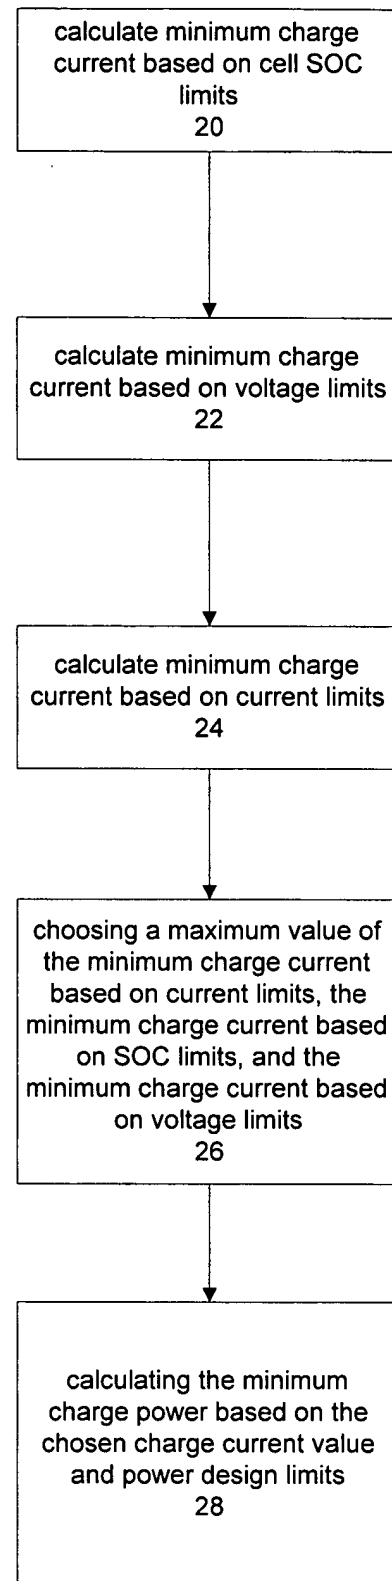 calculate minimum charge
current based on cell SOC
limits
20
calculate minimum charge
current based on voltage limits
22
calculate minimum charge
current based on current limits
24
choosing a maximum value of
the minimum charge current
based on current limits, the
minimum charge current based
on SOC limits, and the
minimum charge current based
on voltage limits
26
calculating the minimum
charge power based on the
chosen charge current value
and power design limits
28